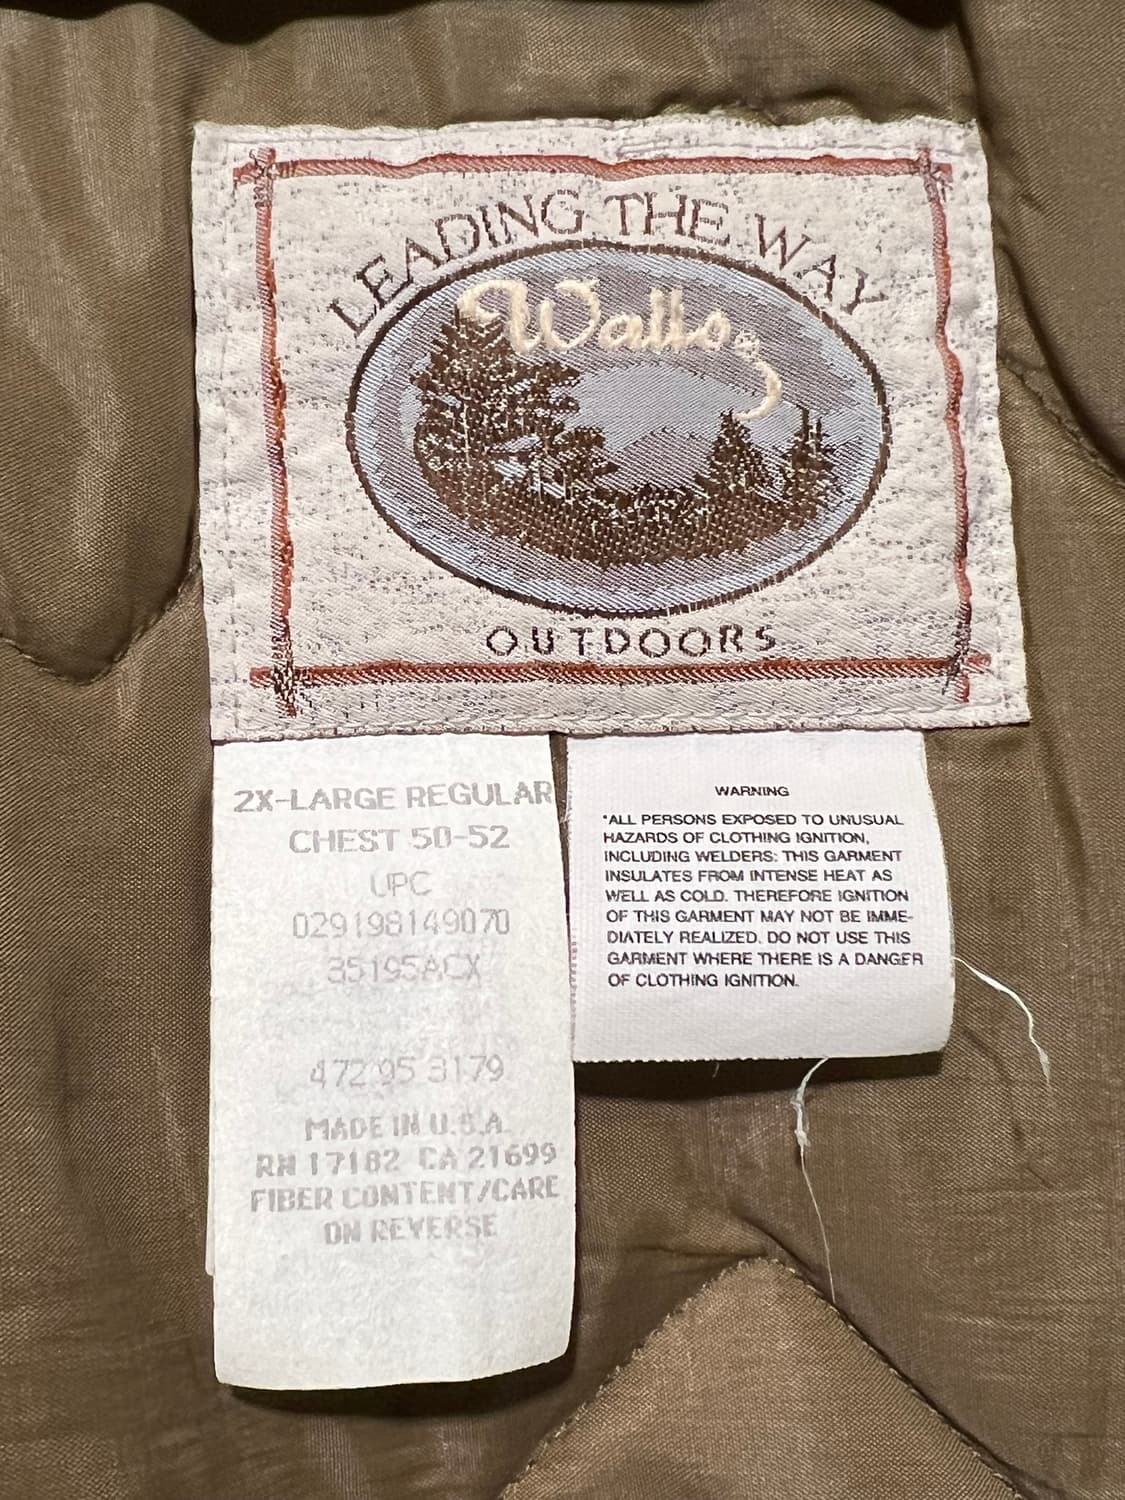 LEADING THE WAY
Walls®
OUTDOORS
2X-LARGE REGULAR
CHEST 50-52
UPC
029198149070
35195ACX
472 95 3179
MADE IN U.S.A.
RN 17182 CA 21699
FIBER CONTENT/CARE
ON REVERSE
WARNING
*ALL PERSONS EXPOSED TO UNUSUAL
HAZARDS OF CLOTHING IGNITION,
INCLUDING WELDERS: THIS GARMENT
INSULATES FROM INTENSE HEAT AS
WELL AS COLD. THEREFORE IGNITION
OF THIS GARMENT MAY NOT BE IMME-
DIATELY REALIZED. DO NOT USE THIS
GARMENT WHERE THERE IS A DANGER
OF CLOTHING IGNITION.